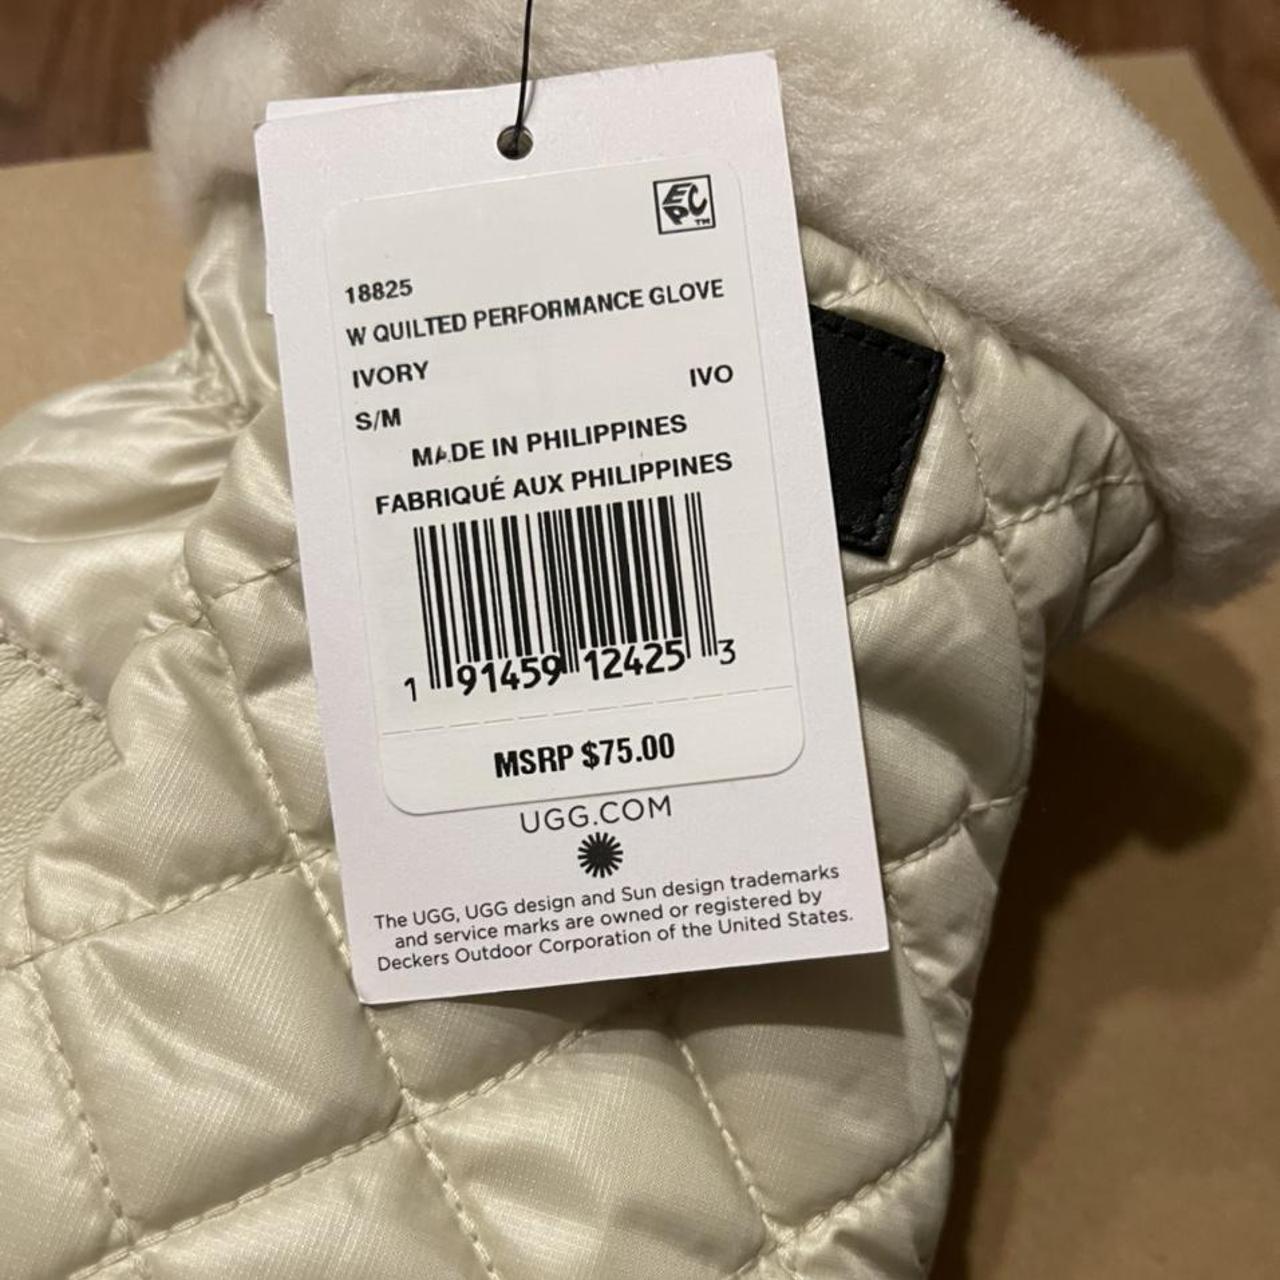 EPC™
18825
W QUILTED PERFORMANCE GLOVE
IVORY IVO
S/M
MADE IN PHILIPPINES
FABRIQUÉ AUX PHILIPPINES
1 91459 12425 3
MSRP $75.00
UGG.COM
The UGG, UGG design and Sun design trademarks
and service marks are owned or registered by
Deckers Outdoor Corporation of the United States.